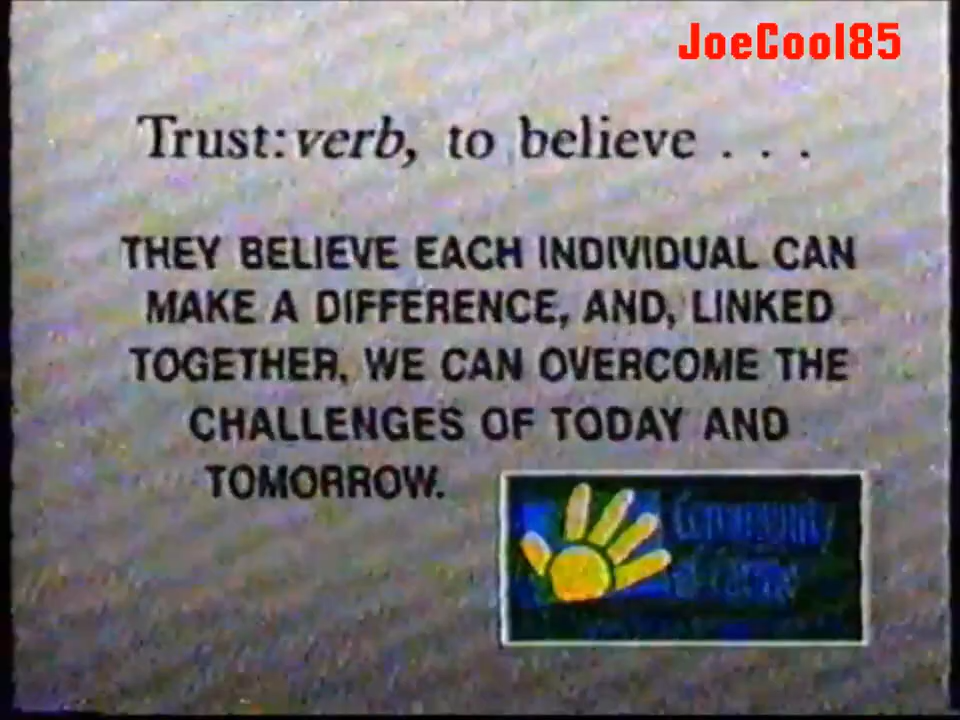 JoeCool85
Trust: verb, to believe . . .
THEY BELIEVE EACH INDIVIDUAL CAN
MAKE A DIFFERENCE, AND, LINKED
TOGETHER, WE CAN OVERCOME THE
CHALLENGES OF TODAY AND
TOMORROW.
Community